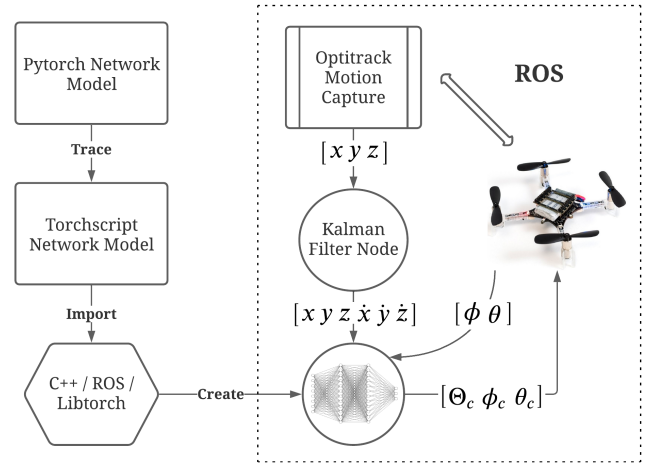 Pytorch Network
Model
Trace
Torchscript
Network Model
Import
C++ / ROS /
Libtorch
Create
Optitrack
Motion
Capture
ROS
[x y z]
Kalman
Filter Node
[x y z ẋ ẏ ż]
[ϕ θ]
[Θc ϕc θc]